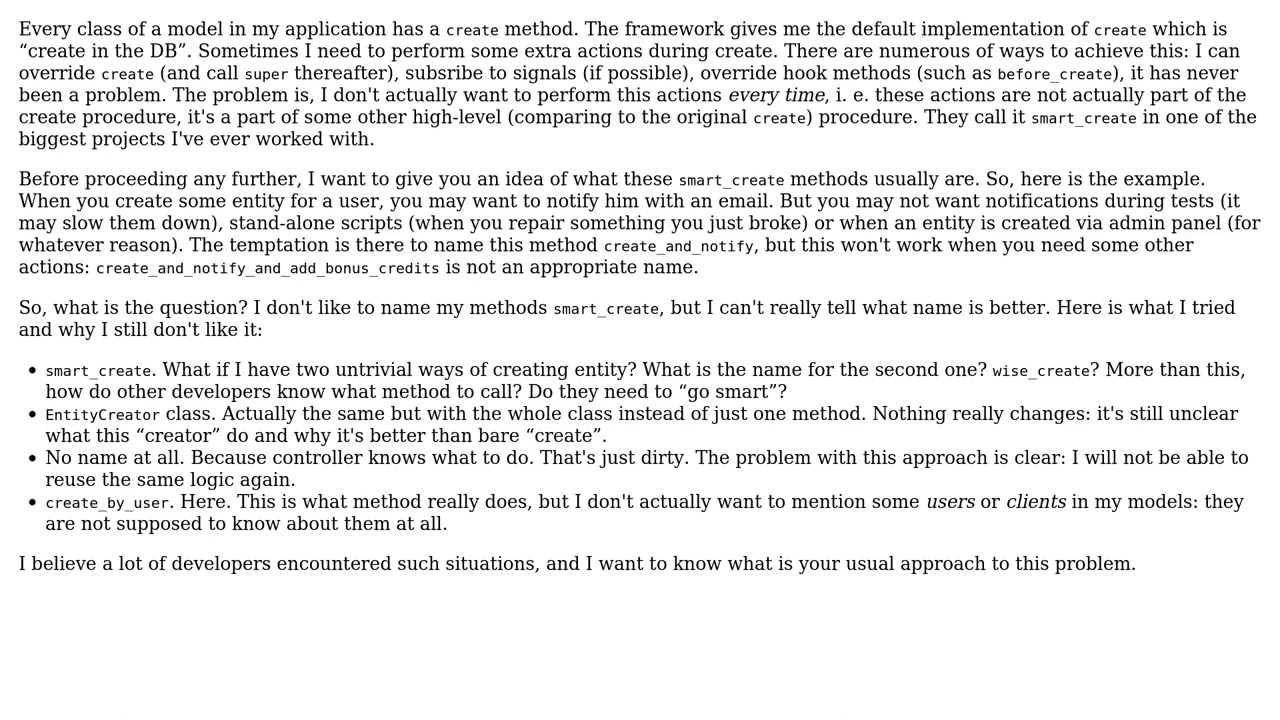 Every class of a model in my application has a create method. The framework gives me the default implementation of create which is
“create in the DB”. Sometimes I need to perform some extra actions during create. There are numerous of ways to achieve this: I can
override create (and call super thereafter), subsribe to signals (if possible), override hook methods (such as before_create), it has never
been a problem. The problem is, I don't actually want to perform this actions every time, i. e. these actions are not actually part of the
create procedure, it's a part of some other high-level (comparing to the original create) procedure. They call it smart_create in one of the
biggest projects I've ever worked with.
Before proceeding any further, I want to give you an idea of what these smart_create methods usually are. So, here is the example.
When you create some entity for a user, you may want to notify him with an email. But you may not want notifications during tests (it
may slow them down), stand-alone scripts (when you repair something you just broke) or when an entity is created via admin panel (for
whatever reason). The temptation is there to name this method create_and_notify, but this won't work when you need some other
actions: create_and_notify_and_add_bonus_credits is not an appropriate name.
So, what is the question? I don't like to name my methods smart_create, but I can't really tell what name is better. Here is what I tried
and why I still don't like it:
• smart_create. What if I have two untrivial ways of creating entity? What is the name for the second one? wise_create? More than this,
how do other developers know what method to call? Do they need to “go smart”?
• EntityCreator class. Actually the same but with the whole class instead of just one method. Nothing really changes: it's still unclear
what this “creator” do and why it's better than bare “create”.
• No name at all. Because controller knows what to do. That's just dirty. The problem with this approach is clear: I will not be able to
reuse the same logic again.
• create_by_user. Here. This is what method really does, but I don't actually want to mention some users or clients in my models: they
are not supposed to know about them at all.
I believe a lot of developers encountered such situations, and I want to know what is your usual approach to this problem.